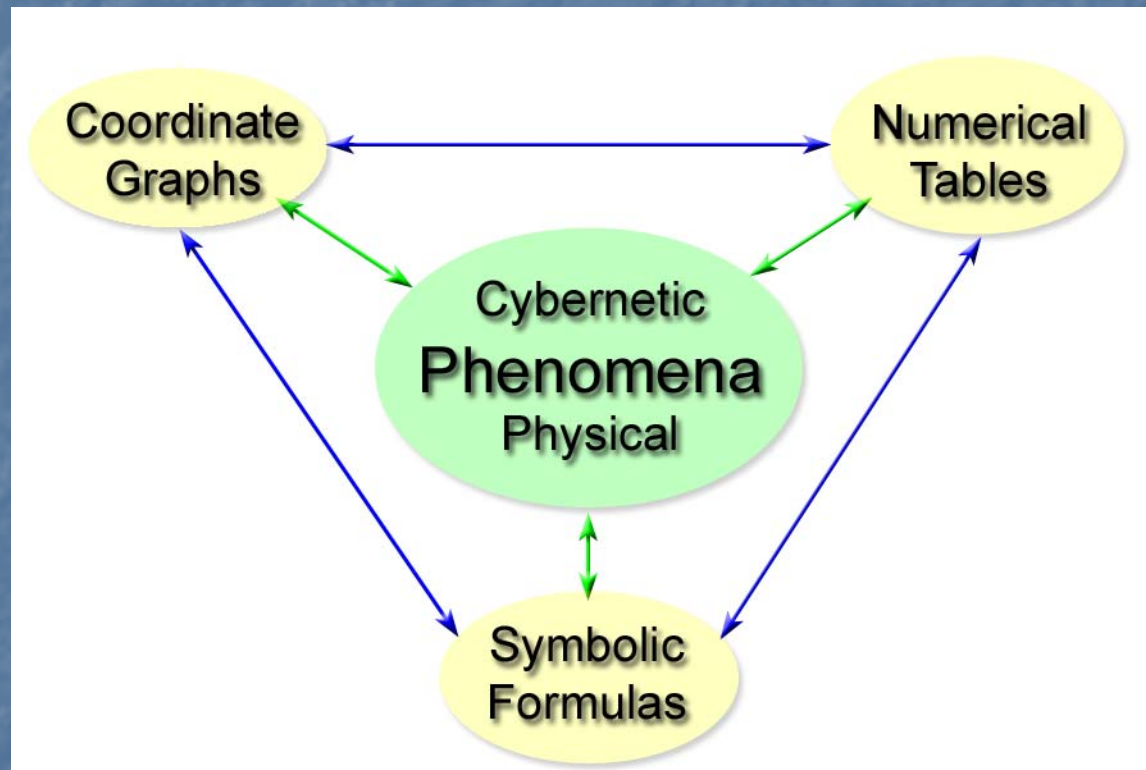 Coordinate
Graphs
Numerical
Tables
Cybernetic
Phenomena
Physical
Symbolic
Formulas